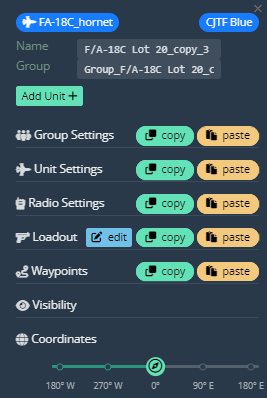 FA-18C_hornet CJTF Blue
Name F/A-18C Lot 20_copy_3
Group Group_F/A-18C Lot 20_c
Add Unit +
Group Settings copy paste
Unit Settings copy paste
Radio Settings copy paste
Loadout edit copy paste
Waypoints copy paste
Visibility
Coordinates
180° W 270° W 0° 90° E 180° E